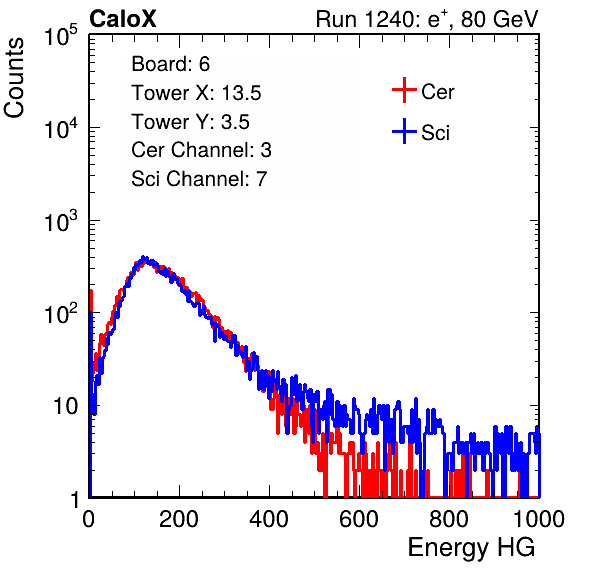 CaloX Run 1240: e⁺, 80 GeV
Counts
10⁵
10⁴
10³
10²
10
1
Board: 6
Tower X: 13.5
Tower Y: 3.5
Cer Channel: 3
Sci Channel: 7
Cer
Sci
0 200 400 600 800 1000
Energy HG